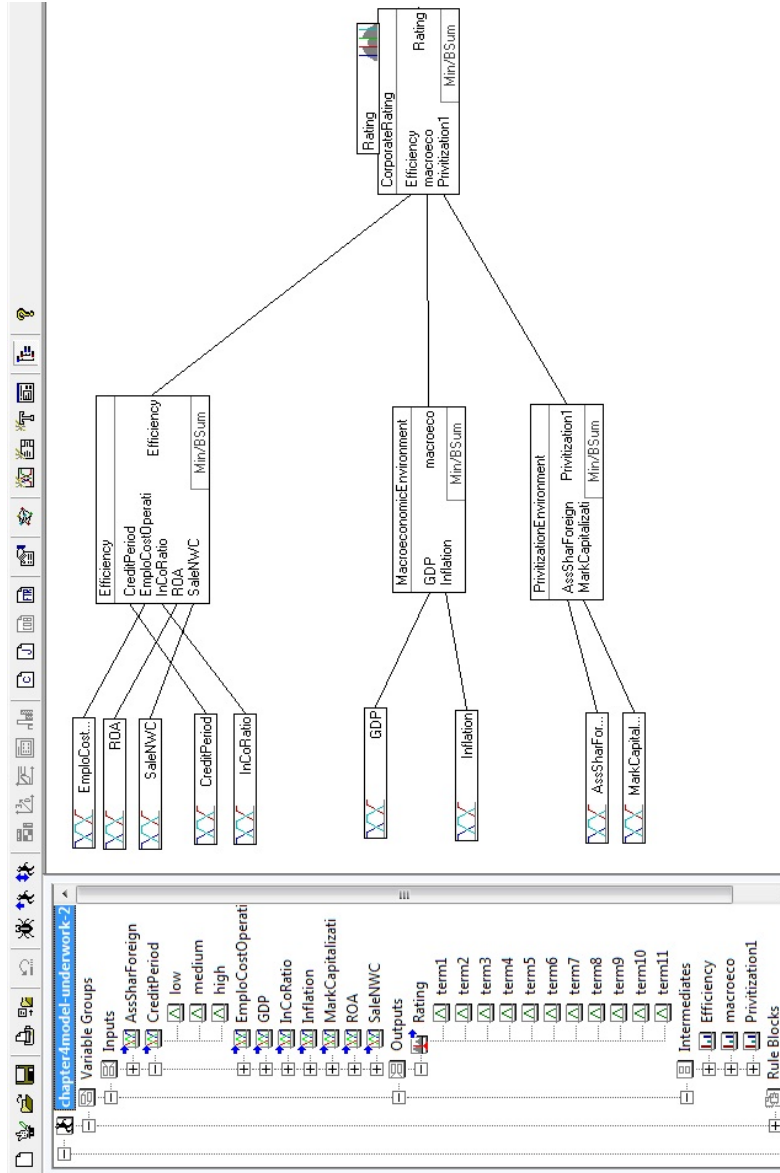 C
J
COB
FR
T
?
chapter4model-underwork-2
Variable Groups
Inputs
AssSharForeign
CreditPeriod
low
medium
high
EmploCostOperati
GDP
InCoRatio
Inflation
MarkCapitalizati
ROA
SaleNWC
Outputs
Rating
term1
term2
term3
term4
term5
term6
term7
term8
term9
term10
term11
Intermediates
Efficiency
macroeco
Privitization1
Rule Blocks
EmploCost...
ROA
SaleNWC
CreditPeriod
InCoRatio
GDP
Inflation
AssSharFor...
MarkCapital...
Efficiency
CreditPeriod
EmploCostOperati
InCoRatio
ROA
SaleNWC
Efficiency
Min/BSum
MacroeconomicEnvironment
GDP
Inflation
macroeco
Min/BSum
PrivitizationEnvironment
AssSharForeign
MarkCapitalizati
Privitization1
Min/BSum
Rating
CorporateRating
Efficiency
macroeco
Privitization1
Rating
Min/BSum